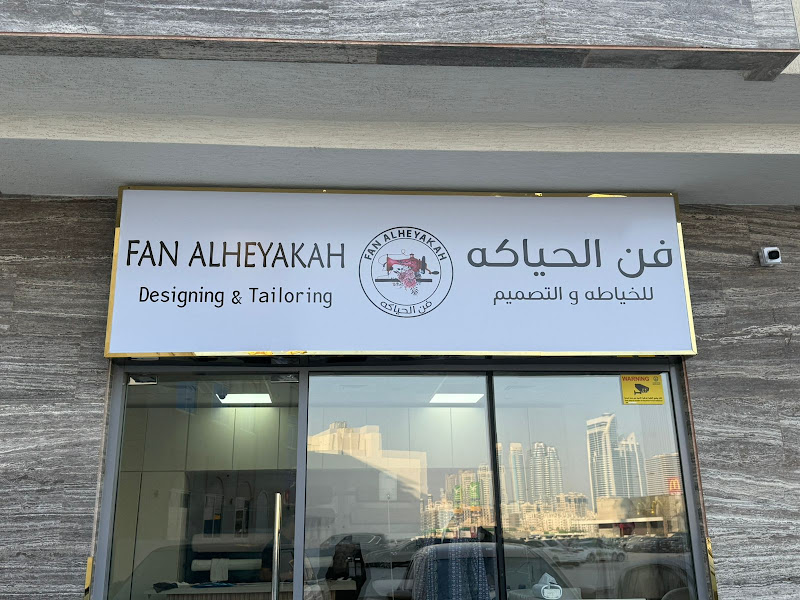 FAN ALHEYAKAH
Designing & Tailoring
FAN ALHEYAKAH
فن الحياكه
فن الحياكه
للخياطه و التصميم
WARNING